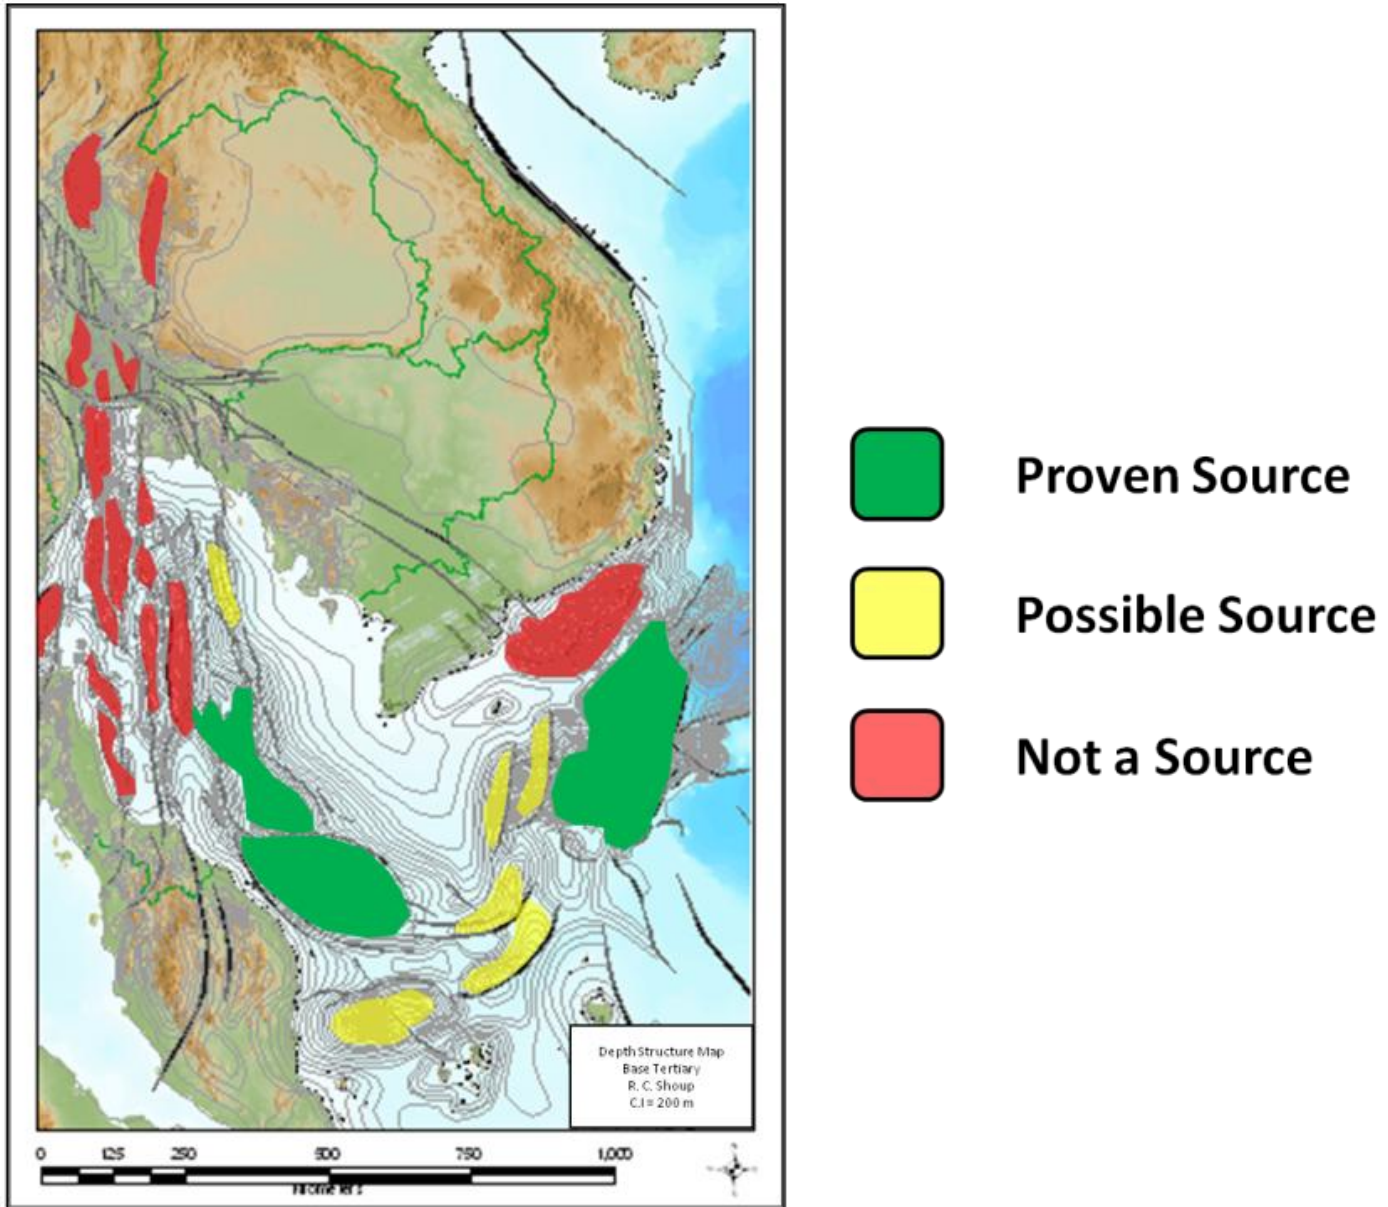 Proven Source
Possible Source
Not a Source
Depth Structure Map
Base Tertiary
R. C. Shoup
C.I = 200 m
0 125 250 500 750 1,000
Kilometers